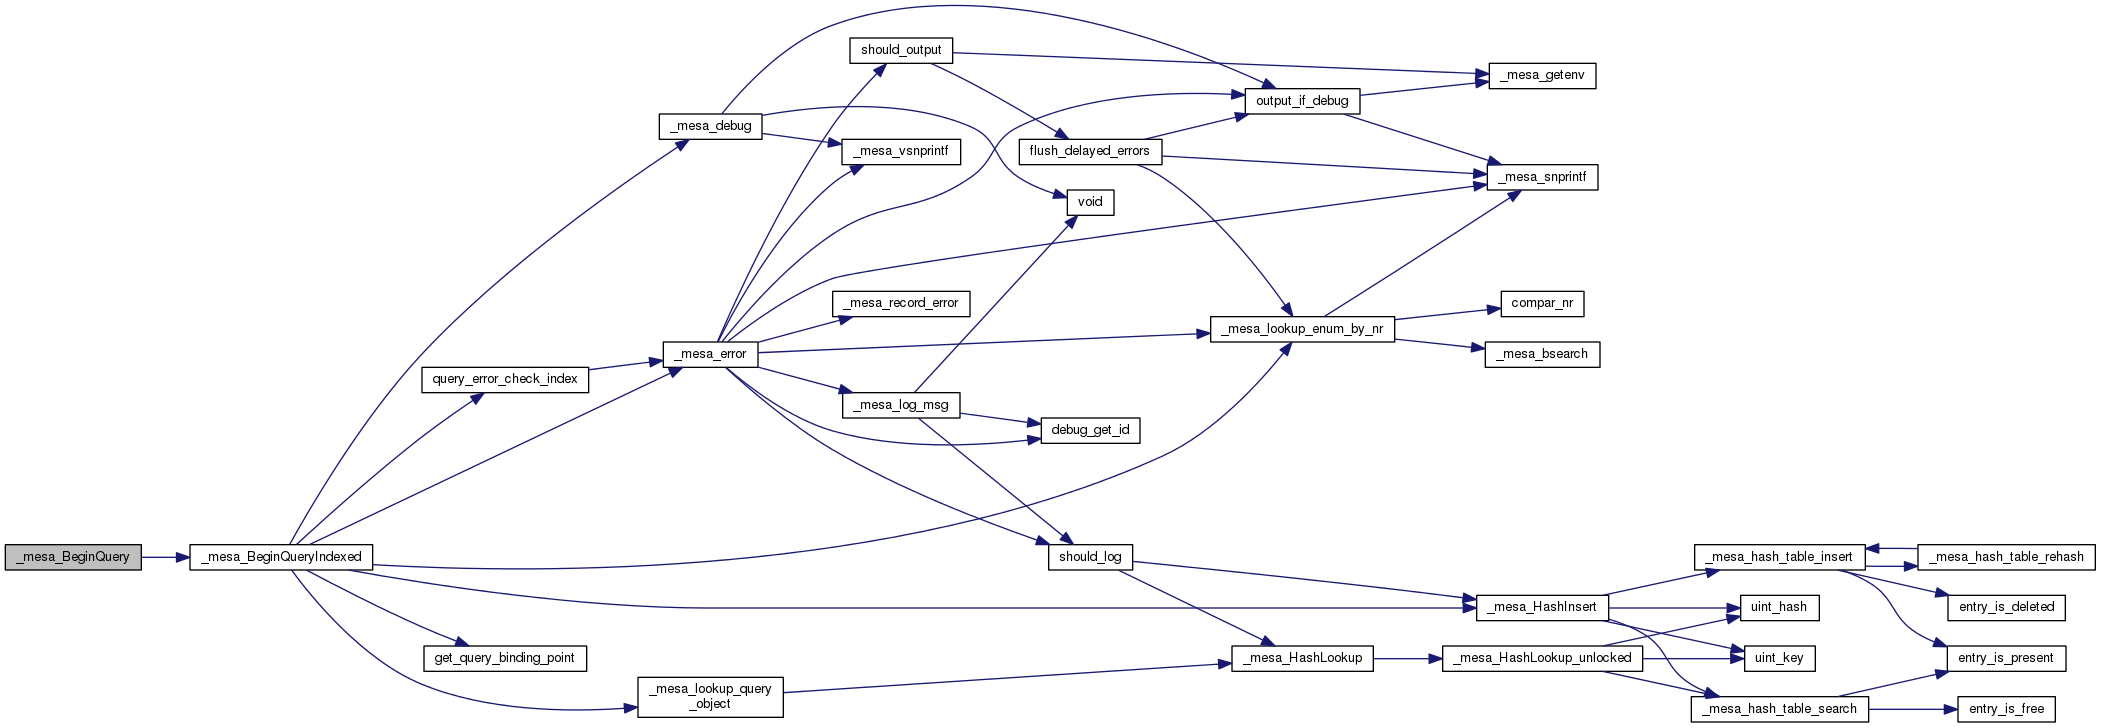 should_output
_mesa_getenv
output_if_debug
_mesa_debug
_mesa_vsnprintf
flush_delayed_errors
_mesa_snprintf
void
_mesa_record_error
compar_nr
_mesa_lookup_enum_by_nr
_mesa_error
_mesa_bsearch
query_error_check_index
_mesa_log_msg
debug_get_id
_mesa_BeginQuery
_mesa_BeginQueryIndexed
should_log
_mesa_hash_table_insert
_mesa_hash_table_rehash
_mesa_HashInsert
uint_hash
entry_is_deleted
get_query_binding_point
_mesa_HashLookup
_mesa_HashLookup_unlocked
uint_key
entry_is_present
_mesa_lookup_query
_object
_mesa_hash_table_search
entry_is_free